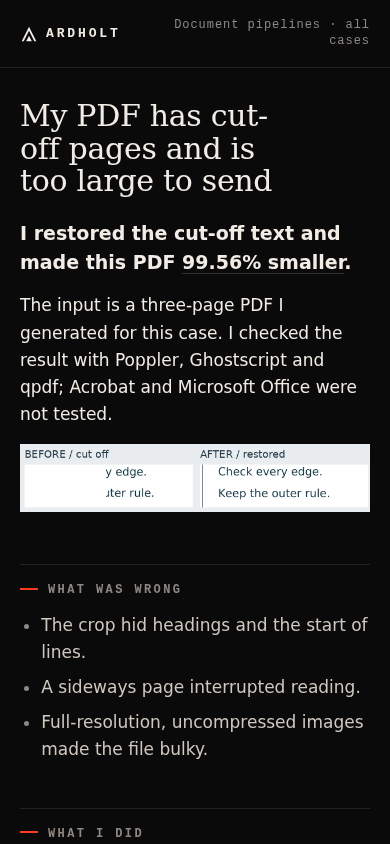 ARDHOLT
Document pipelines · all
cases
My PDF has cut-
off pages and is
too large to send
I restored the cut-off text and
made this PDF 99.56% smaller.
The input is a three-page PDF I
generated for this case. I checked the
result with Poppler, Ghostscript and
qpdf; Acrobat and Microsoft Office were
not tested.
BEFORE / cut off
AFTER / restored
y edge.
Check every edge.
uter rule.
Keep the outer rule.
WHAT WAS WRONG
• The crop hid headings and the start of
lines.
• A sideways page interrupted reading.
• Full-resolution, uncompressed images
made the file bulky.
WHAT I DID